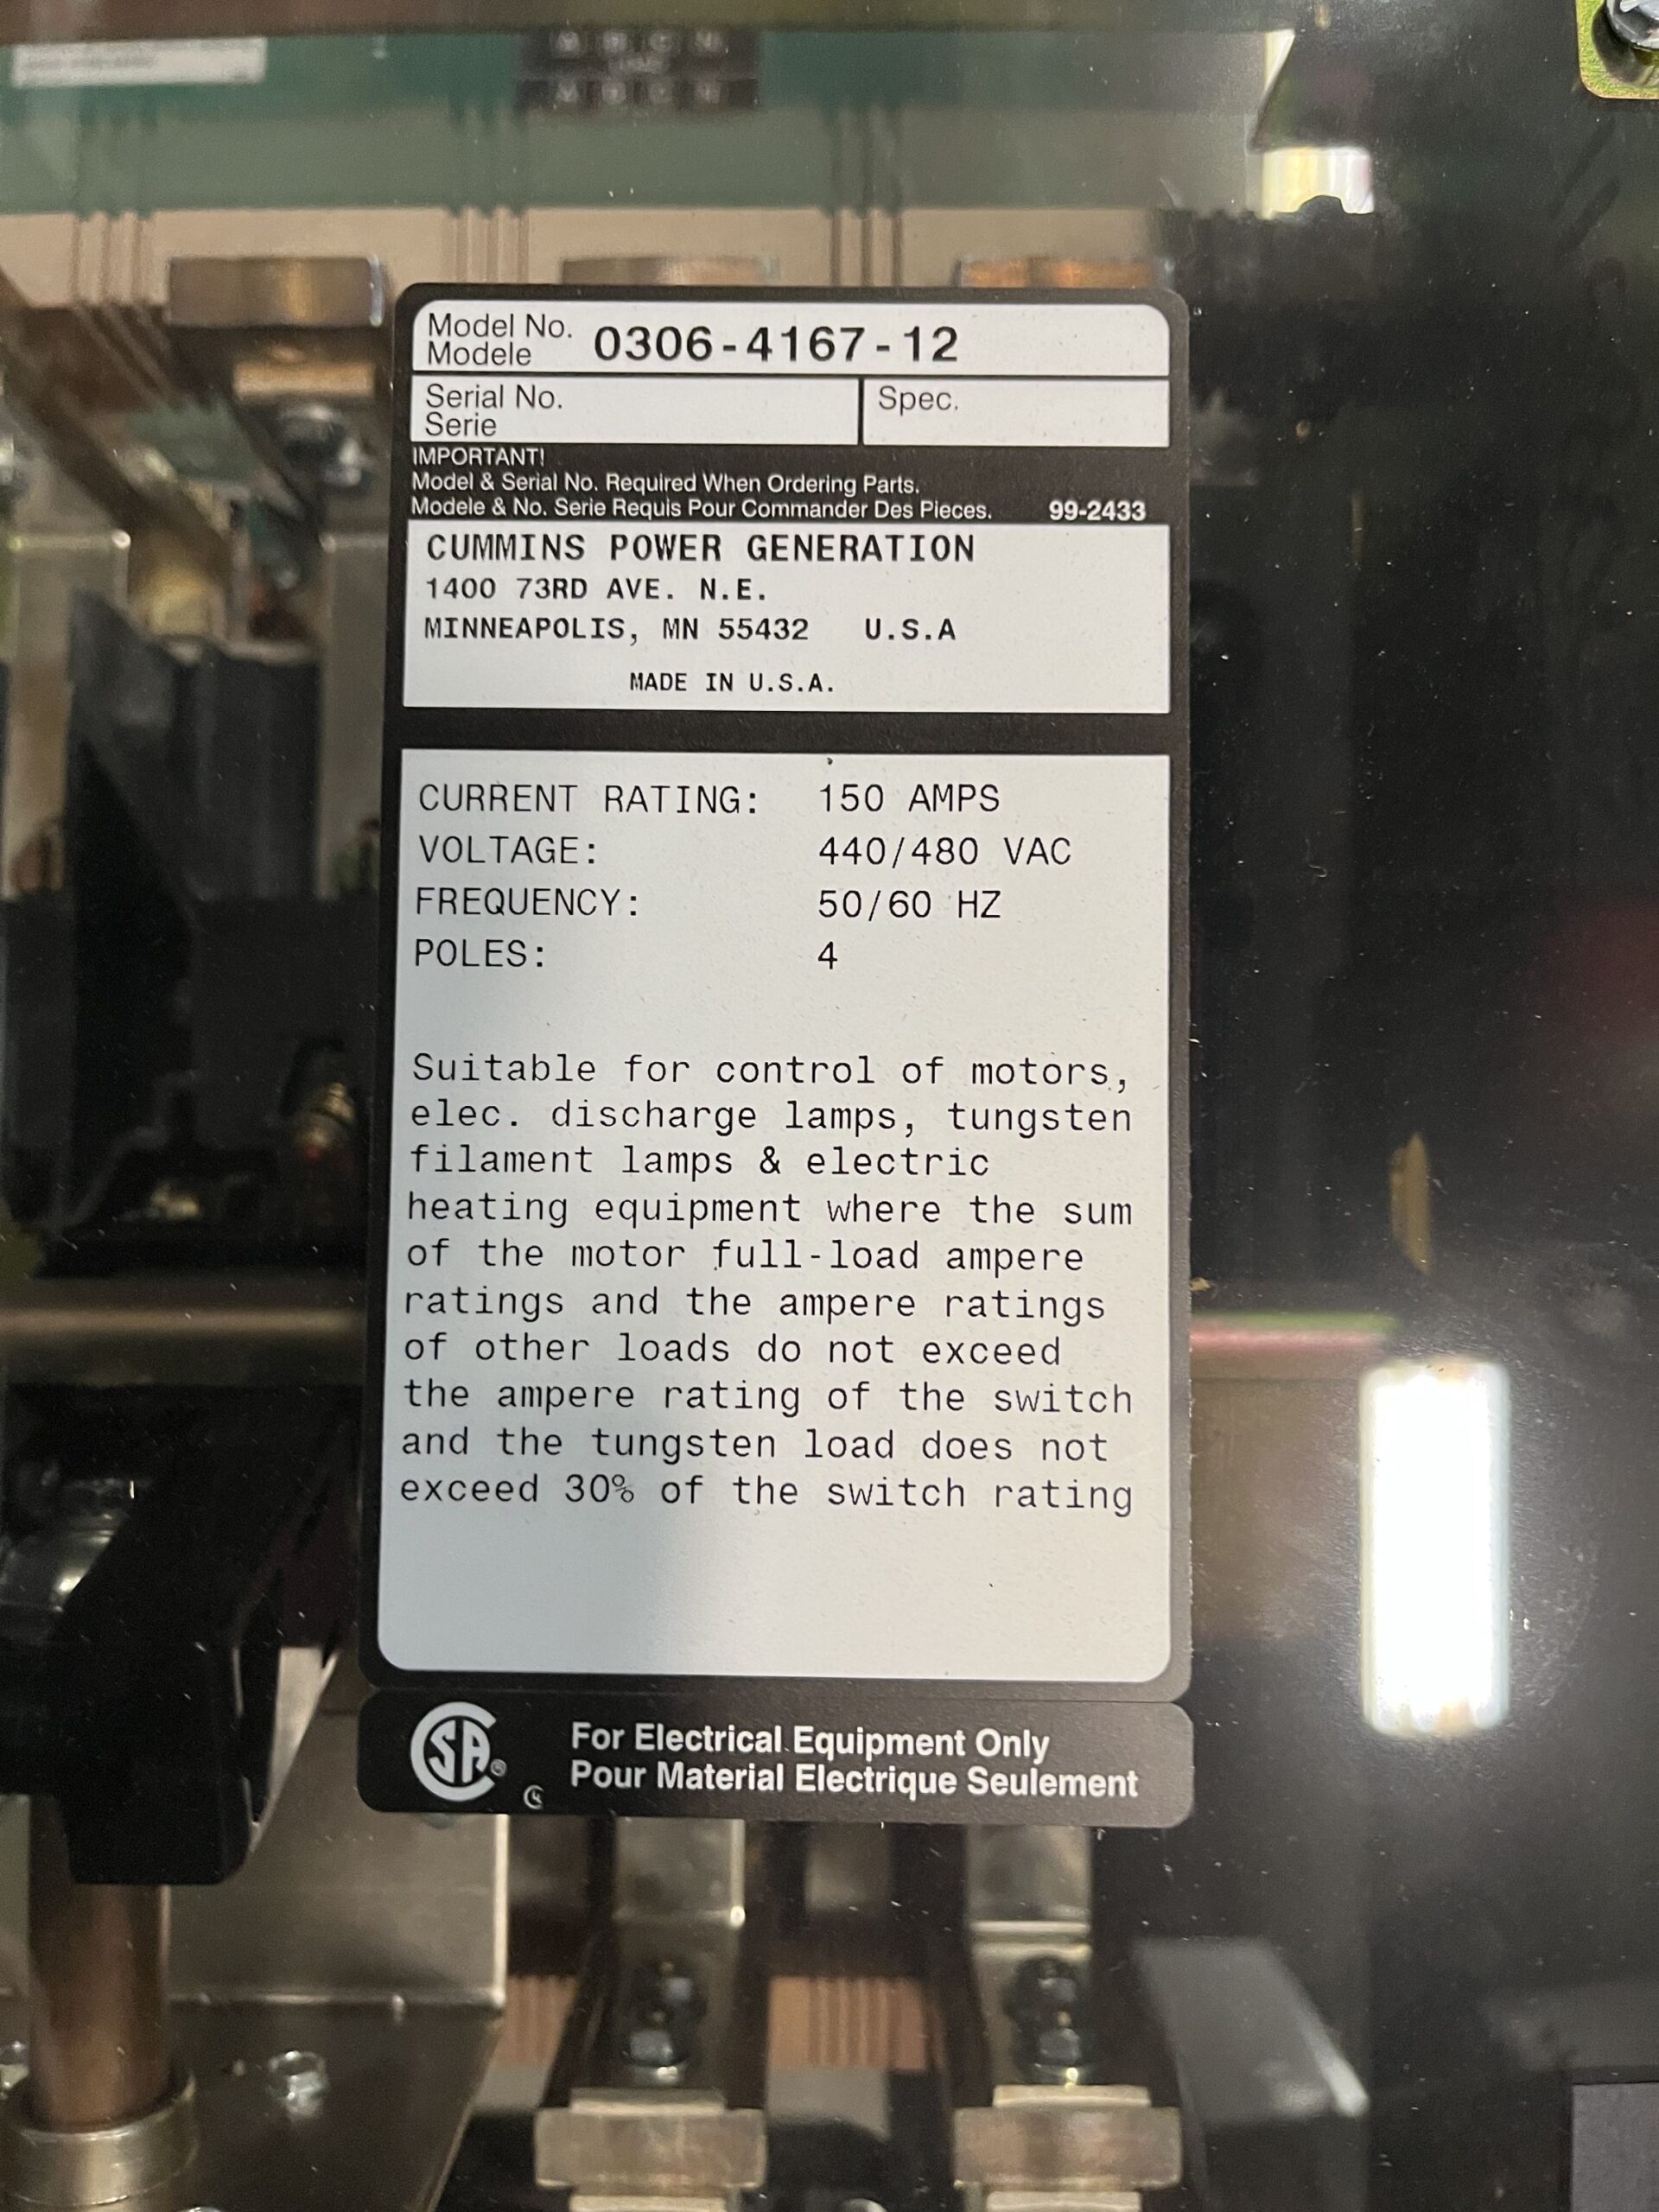 Model No. 0306-4167-12
Modele
Serial No.
Serie
Spec.
IMPORTANT!
Model & Serial No. Required When Ordering Parts.
Modele & No. Serie Requis Pour Commander Des Pieces. 99-2433
CUMMINS POWER GENERATION
1400 73RD AVE. N.E.
MINNEAPOLIS, MN 55432 U.S.A
MADE IN U.S.A.
CURRENT RATING: 150 AMPS
VOLTAGE: 440/480 VAC
FREQUENCY: 50/60 HZ
POLES: 4
Suitable for control of motors,
elec. discharge lamps, tungsten
filament lamps & electric
heating equipment where the sum
of the motor full-load ampere
ratings and the ampere ratings
of other loads do not exceed
the ampere rating of the switch
and the tungsten load does not
exceed 30% of the switch rating
SA®
For Electrical Equipment Only
Pour Material Electrique Seulement